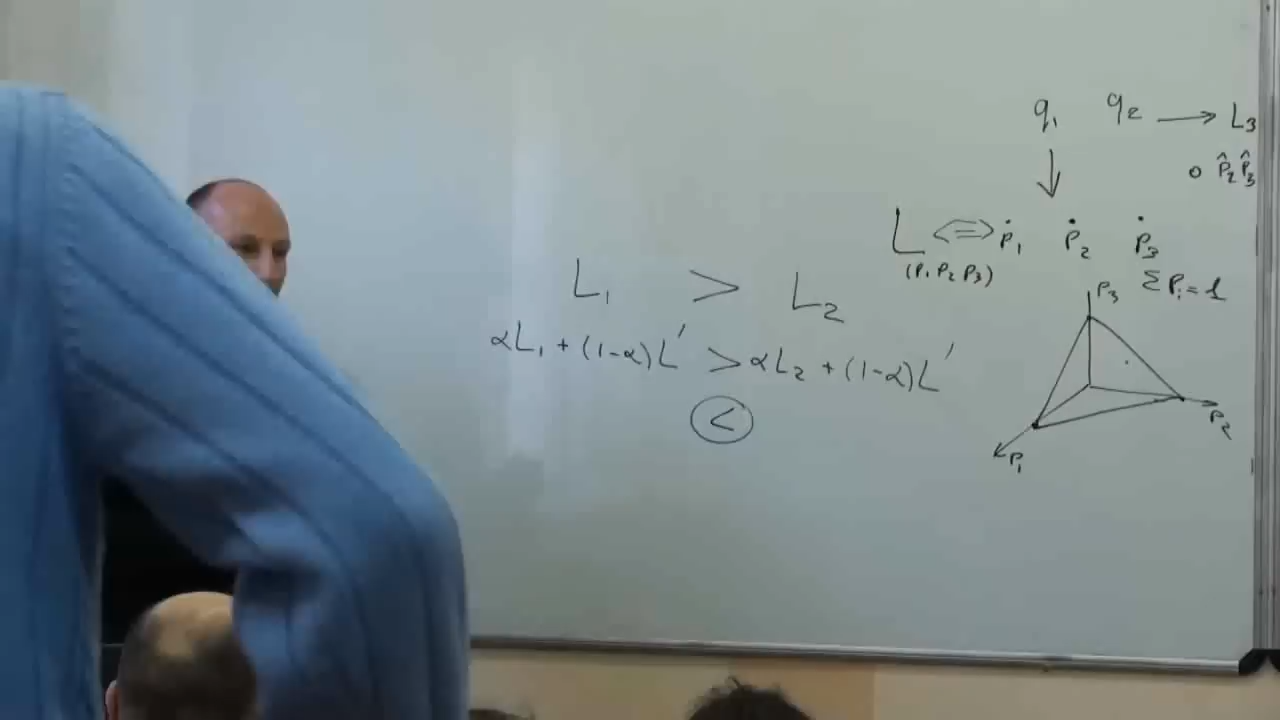 q₁ q₂ → L₃
↓ o p̂₂ p̂₃
L ⇔ ṗ₁ ṗ₂ ṗ₃
(P₁ P₂ P₃) Σ Pᵢ = 1
L₁ > L₂
αL₁ + (1-α)L′ > αL₂ + (1-α)L′
<
P₃
P₂
P₁